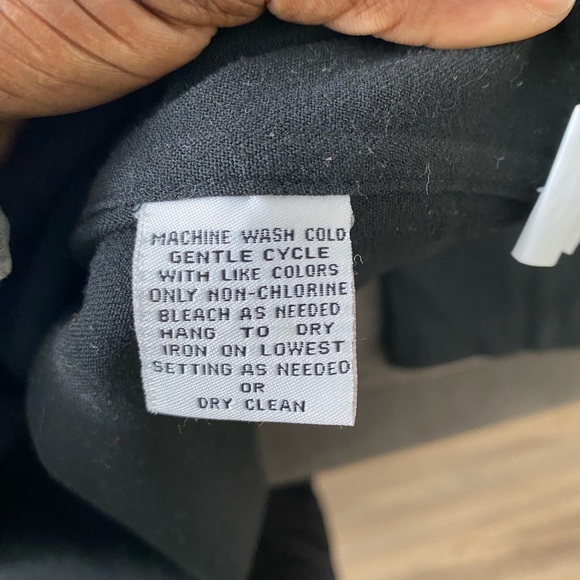 MACHINE WASH COLD
GENTLE CYCLE
WITH LIKE COLORS
ONLY NON-CHLORINE
BLEACH AS NEEDED
HANG TO DRY
IRON ON LOWEST
SETTING AS NEEDED
OR
DRY CLEAN